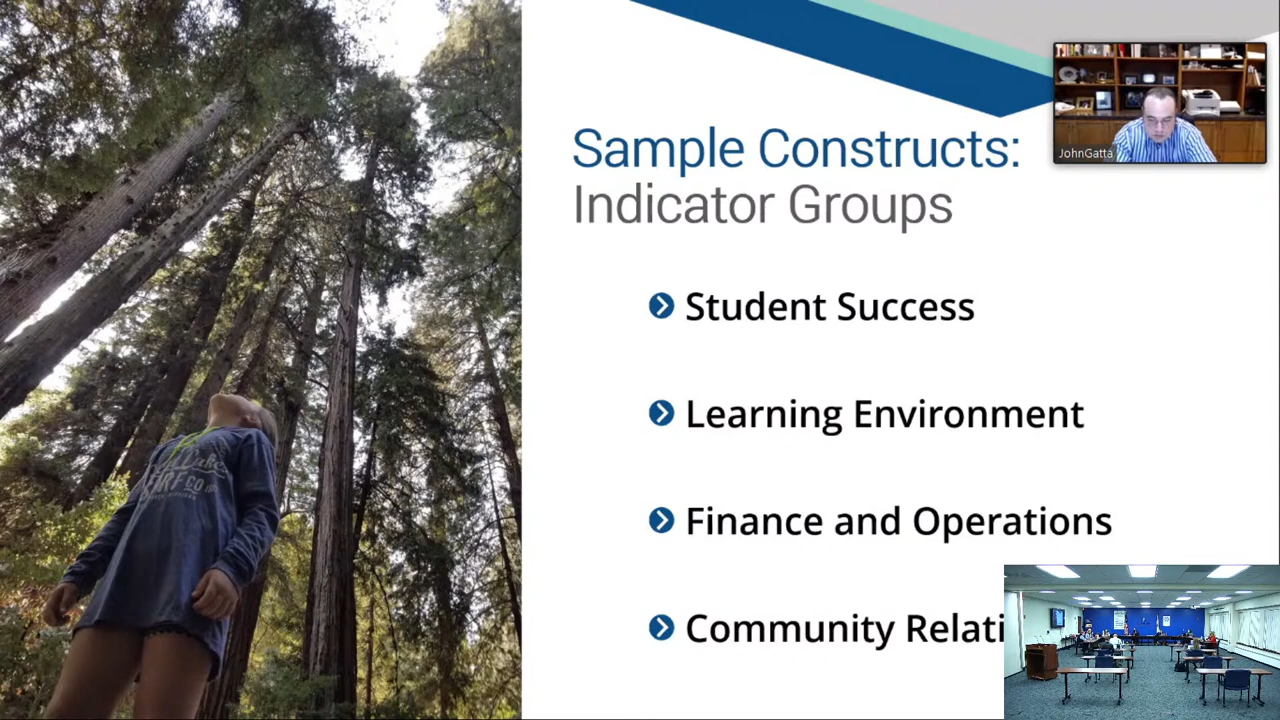 Sample Constructs:
Indicator Groups
JohnGatta
Student Success
Learning Environment
Finance and Operations
Community Relati